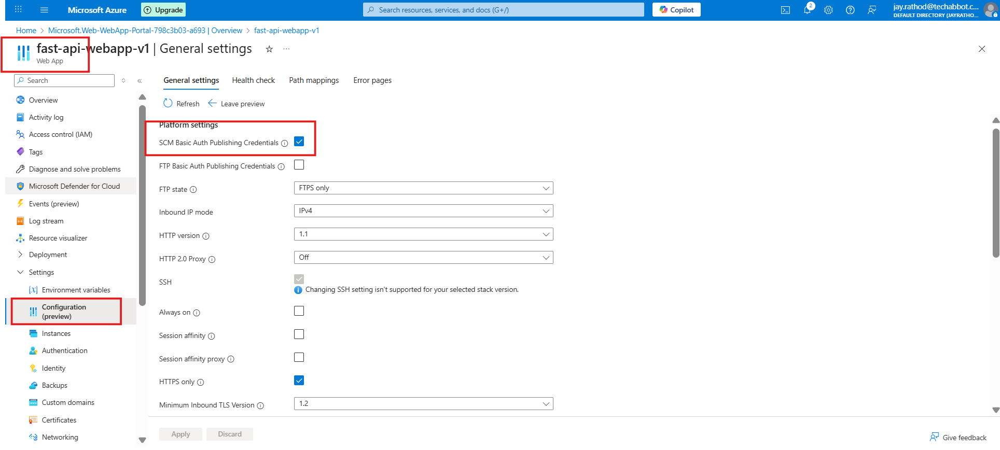 Microsoft Azure
Upgrade
Search resources, services, and docs (G+/)
Copilot
2
jay.rathod@techabbot.c...
DEFAULT DIRECTORY (JAYRATHO...
Home > Microsoft.Web-WebApp-Portal-798c3b03-a693 | Overview > fast-api-webapp-v1
fast-api-webapp-v1 | General settings
Web App
Search
Overview
Activity log
Access control (IAM)
Tags
Diagnose and solve problems
Microsoft Defender for Cloud
Events (preview)
Log stream
Resource visualizer
Deployment
Settings
Environment variables
Configuration
(preview)
Instances
Authentication
Identity
Backups
Custom domains
Certificates
Networking
General settings Health check Path mappings Error pages
Refresh Leave preview
Platform settings
SCM Basic Auth Publishing Credentials
FTP Basic Auth Publishing Credentials
FTP state FTPS only
Inbound IP mode IPv4
HTTP version 1.1
HTTP 2.0 Proxy Off
SSH
Changing SSH setting isn't supported for your selected stack version.
Always on
Session affinity
Session affinity proxy
HTTPS only
Minimum Inbound TLS Version 1.2
Apply Discard
Give feedback